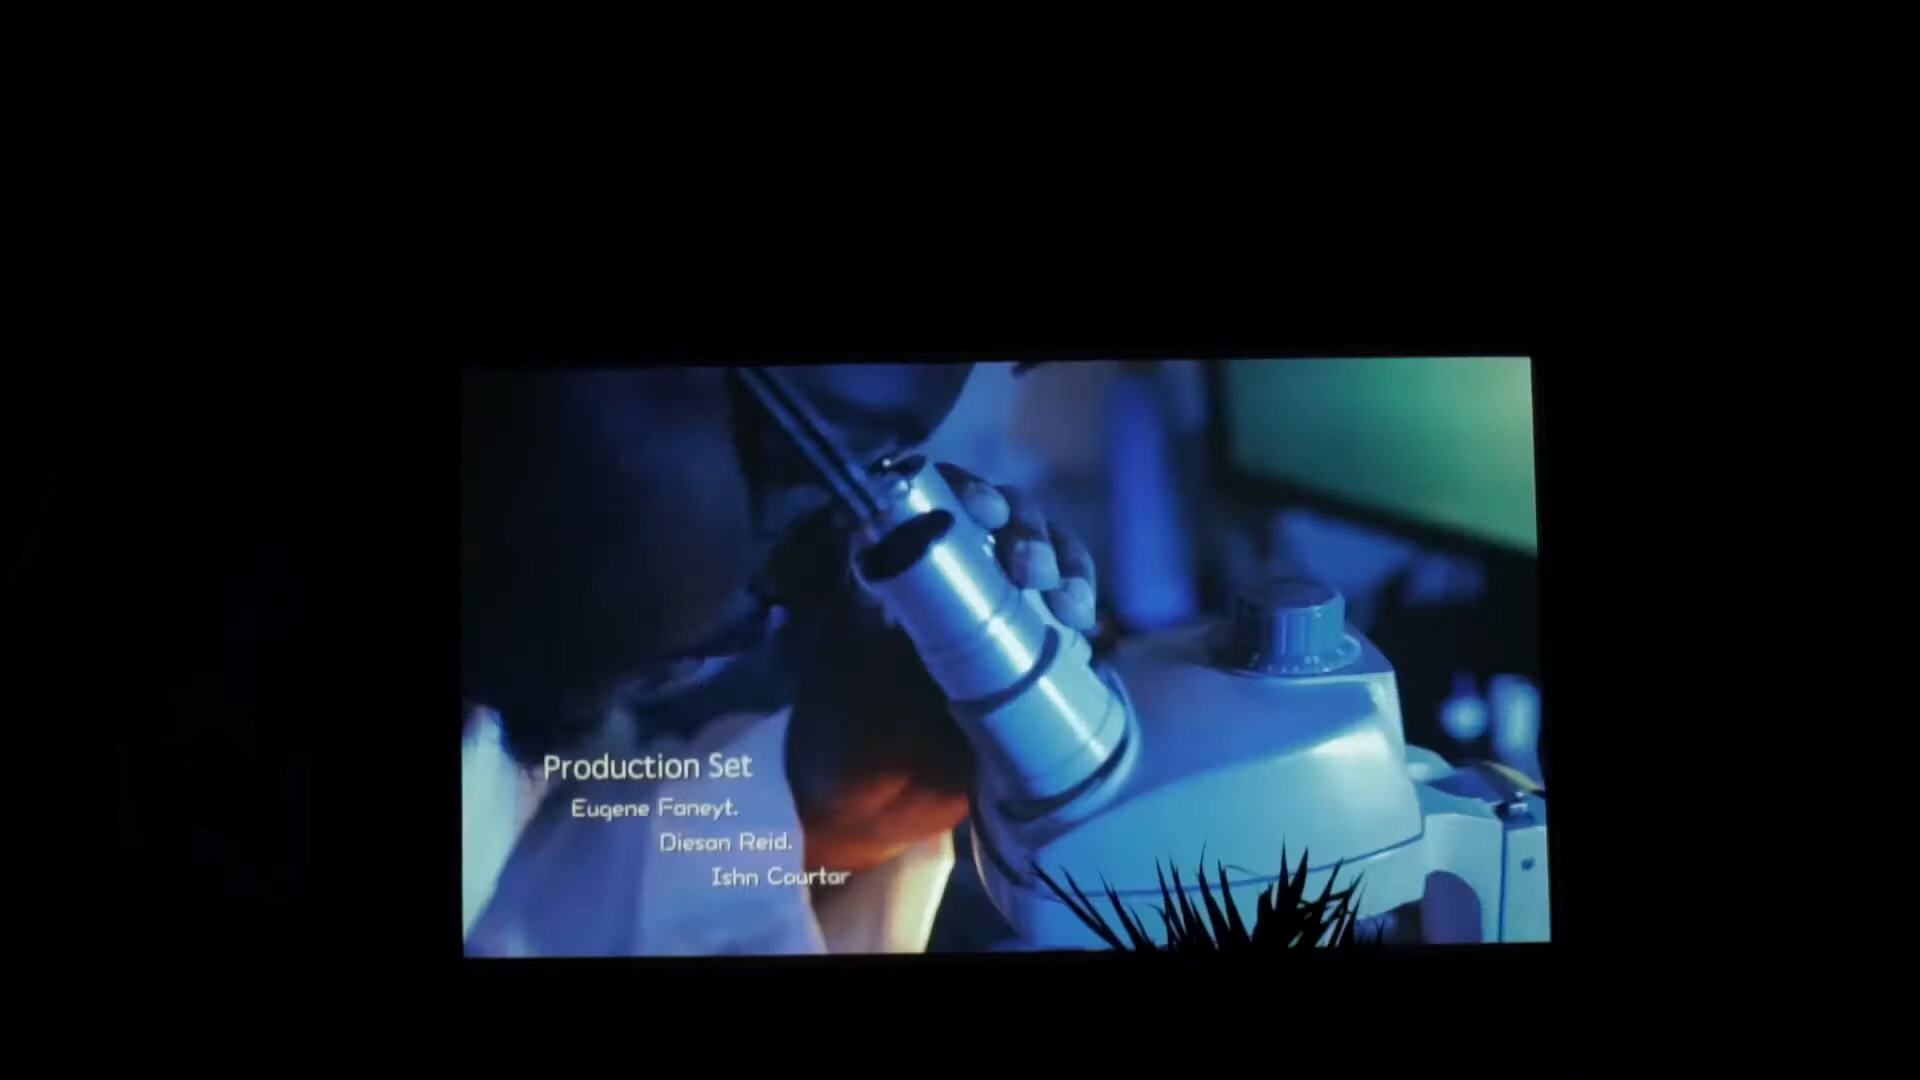 Production Set
Eugene Faneyt.
Diesan Reid.
Ishn Courtar